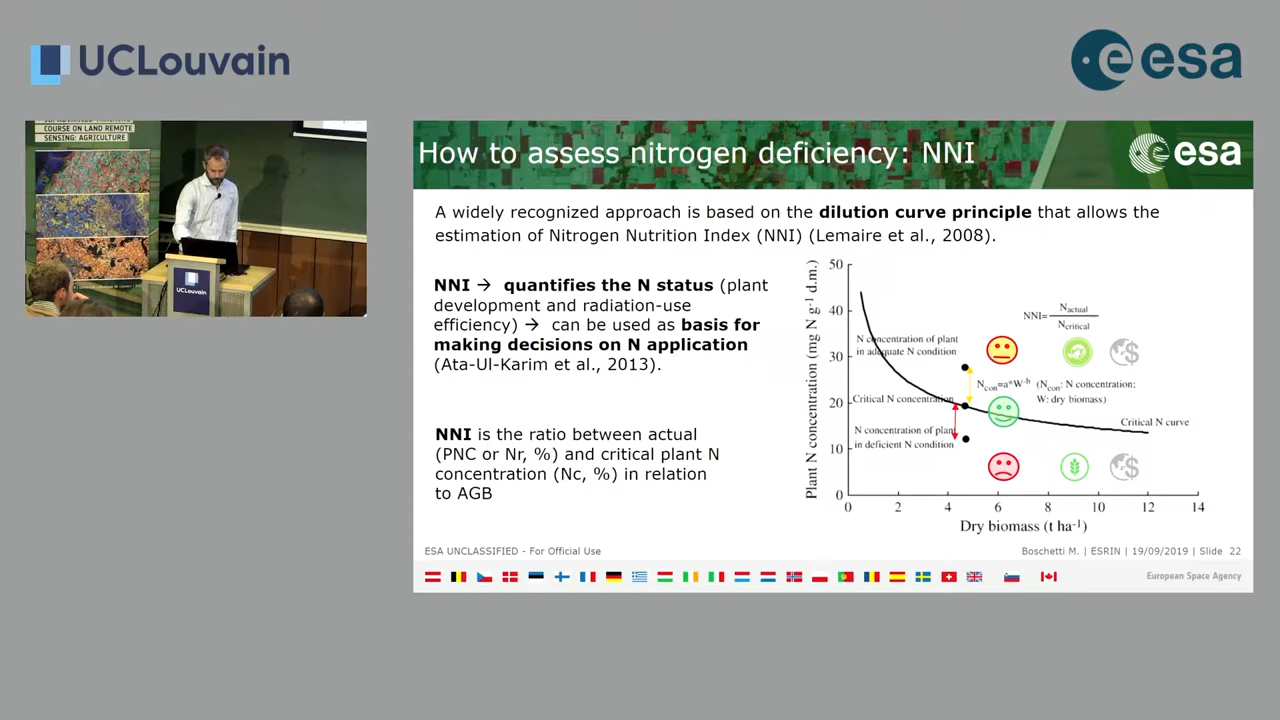 UCLouvain
esa
COURSE ON LAND REMOTE
SENSING: AGRICULTURE
UCLouvain
How to assess nitrogen deficiency: NNI
esa
A widely recognized approach is based on the dilution curve principle that allows the
estimation of Nitrogen Nutrition Index (NNI) (Lemaire et al., 2008).
NNI → quantifies the N status (plant
development and radiation-use
efficiency) → can be used as basis for
making decisions on N application
(Ata-Ul-Karim et al., 2013).
NNI is the ratio between actual
(PNC or Nr, %) and critical plant N
concentration (Nc, %) in relation
to AGB
Plant N concentration (mg N g-1 d.m.)
50
40
30
20
10
0
NNI= Nactual
Ncritical
N concentration of plant
in adequate N condition
Ncon=a*W-b (Ncon: N concentration;
W: dry biomass)
Critical N concentration
Critical N curve
N concentration of plant
in deficient N condition
0 2 4 6 8 10 12 14
Dry biomass (t ha-1)
ESA UNCLASSIFIED - For Official Use
Boschetti M. | ESRIN | 19/09/2019 | Slide 22
European Space Agency